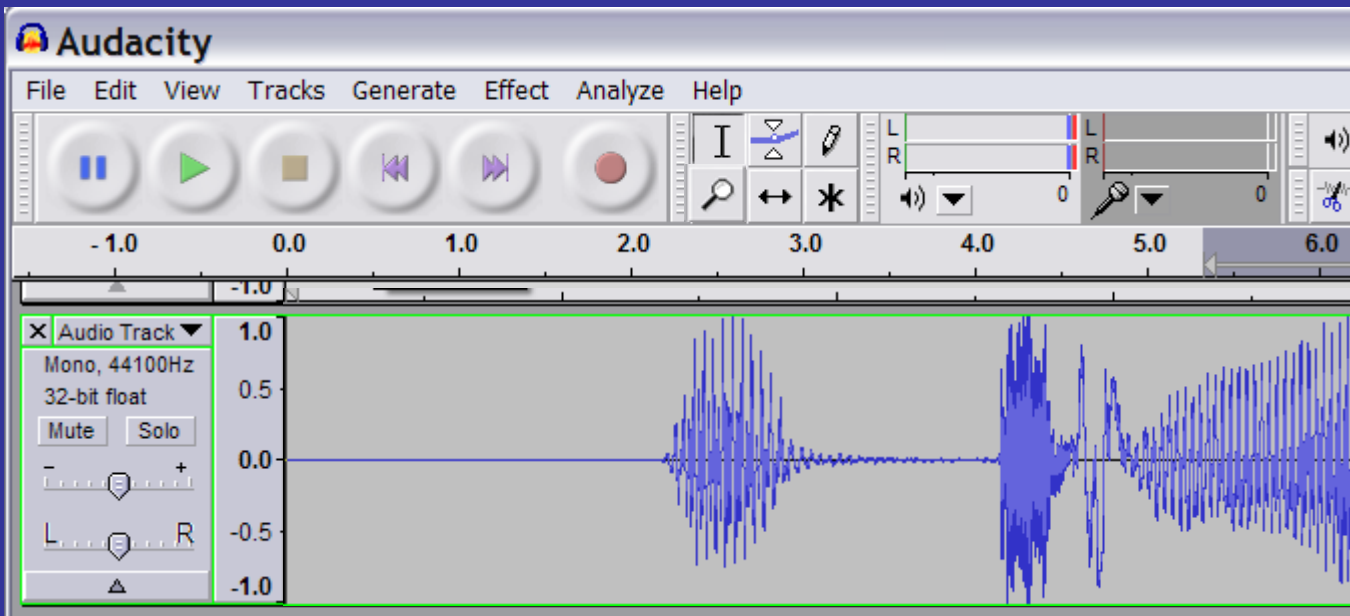 Audacity
File Edit View Tracks Generate Effect Analyze Help
L
R
0
L
R
0
- 1.0 0.0 1.0 2.0 3.0 4.0 5.0 6.0
-1.0
X Audio Track
Mono, 44100Hz
32-bit float
Mute Solo
- +
L R
1.0
0.5
0.0
-0.5
-1.0